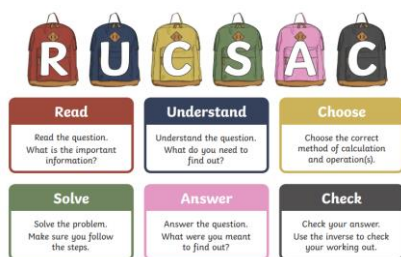 RUCSAC
Read
Read the question.
What is the important
information?
Understand
Understand the question.
What do you need to
find out?
Choose
Choose the correct
method of calculation
and operation(s).
Solve
Solve the problem.
Make sure you follow
the steps.
Answer
Answer the question.
What were you meant
to find out?
Check
Check your answer.
Use the inverse to check
your working out.